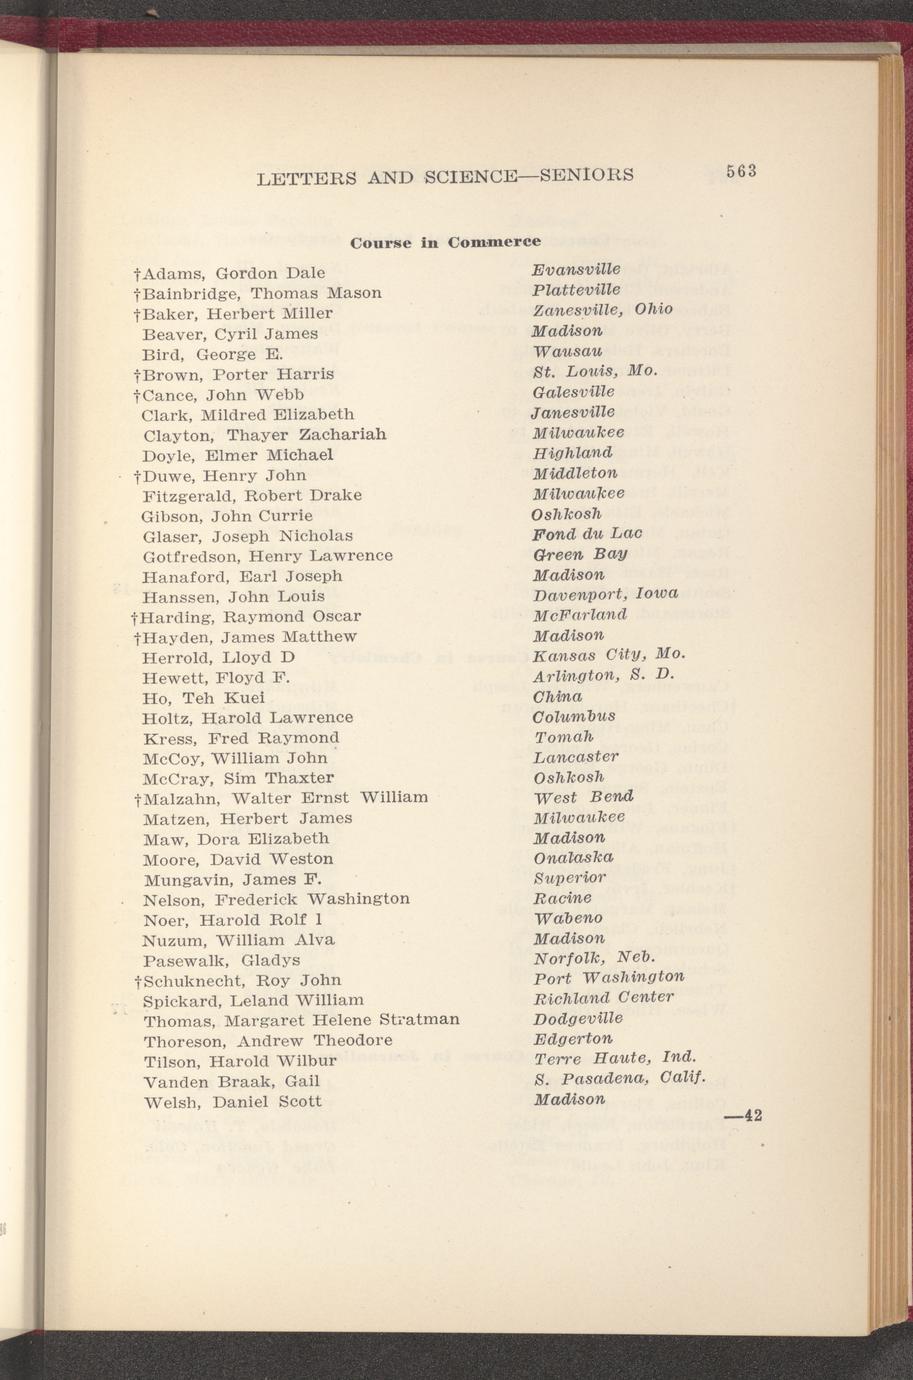 LETTERS AND SCIENCE—SENIORS 563
Course in Commerce
†Adams, Gordon Dale Evansville
†Bainbridge, Thomas Mason Platteville
†Baker, Herbert Miller Zanesville, Ohio
Beaver, Cyril James Madison
Bird, George E. Wausau
†Brown, Porter Harris St. Louis, Mo.
†Cance, John Webb Galesville
Clark, Mildred Elizabeth Janesville
Clayton, Thayer Zachariah Milwaukee
Doyle, Elmer Michael Highland
†Duwe, Henry John Middleton
Fitzgerald, Robert Drake Milwaukee
Gibson, John Currie Oshkosh
Glaser, Joseph Nicholas Fond du Lac
Gotfredson, Henry Lawrence Green Bay
Hanaford, Earl Joseph Madison
Hanssen, John Louis Davenport, Iowa
†Harding, Raymond Oscar McFarland
†Hayden, James Matthew Madison
Herrold, Lloyd D Kansas City, Mo.
Hewett, Floyd F. Arlington, S. D.
Ho, Teh Kuei China
Holtz, Harold Lawrence Columbus
Kress, Fred Raymond Tomah
McCoy, William John Lancaster
McCray, Sim Thaxter Oshkosh
†Malzahn, Walter Ernst William West Bend
Matzen, Herbert James Milwaukee
Maw, Dora Elizabeth Madison
Moore, David Weston Onalaska
Mungavin, James F. Superior
Nelson, Frederick Washington Racine
Noer, Harold Rolf 1 Wabeno
Nuzum, William Alva Madison
Pasewalk, Gladys Norfolk, Neb.
†Schuknecht, Roy John Port Washington
Spickard, Leland William Richland Center
Thomas, Margaret Helene Stratman Dodgeville
Thoreson, Andrew Theodore Edgerton
Tilson, Harold Wilbur Terre Haute, Ind.
Vanden Braak, Gail S. Pasadena, Calif.
Welsh, Daniel Scott Madison
—42